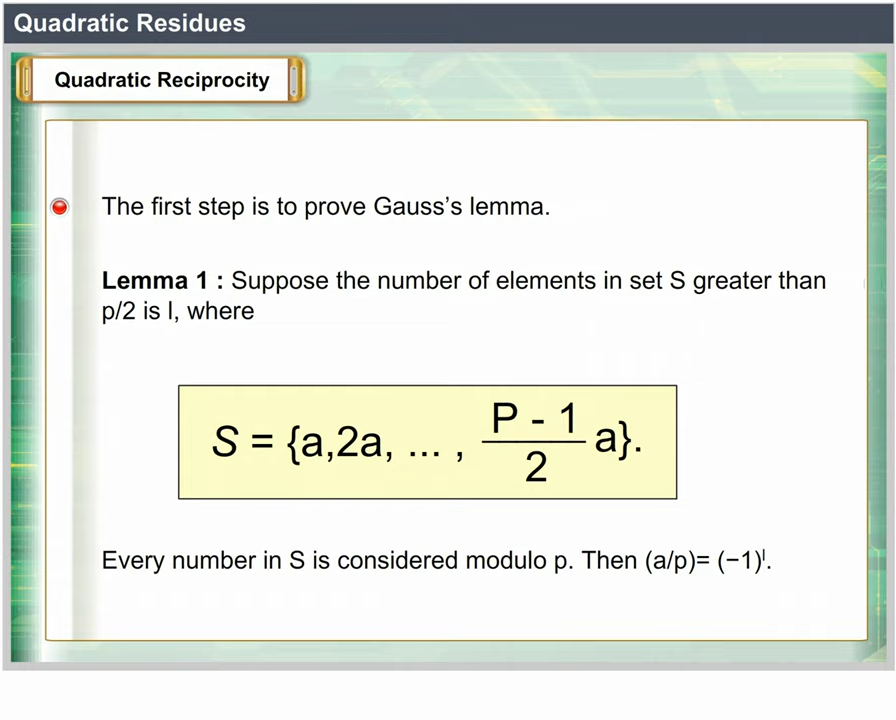 Quadratic Residues
Quadratic Reciprocity
The first step is to prove Gauss’s lemma.
Lemma 1 : Suppose the number of elements in set S greater than
p/2 is l, where
S = {a,2a, ... , \frac{P - 1}{2} a}.
Every number in S is considered modulo p. Then (a/p)= (−1)^l.